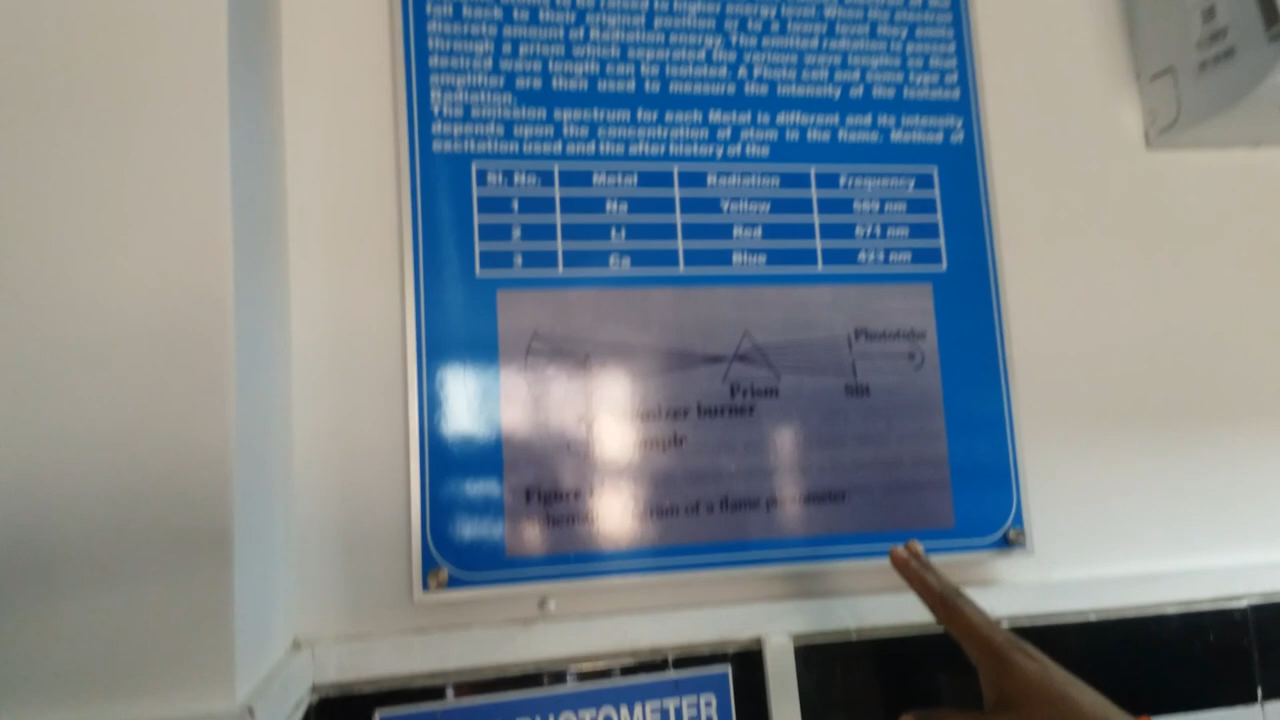 fall back to their original position or to a lower level they emit
discrete amount of Radiation energy. The emitted radiation is passed
through a prism which separates the various wave lengths so that
desired wave length can be isolated. A Photo cell and some type of
amplifier are then used to measure the intensity of the isolated
Radiation.
The emission spectrum for each Metal is different and its intensity
depends upon the concentration of atom in the flame. Method of
excitation used and the after history of the
Sl. No. Metal Radiation Frequency
1 Na Yellow 589 nm
2 Li Red 671 nm
3 Ca Blue 423 nm
Phototube
Prism Slit
burner
Figure
of a flame
PHOTOMETER